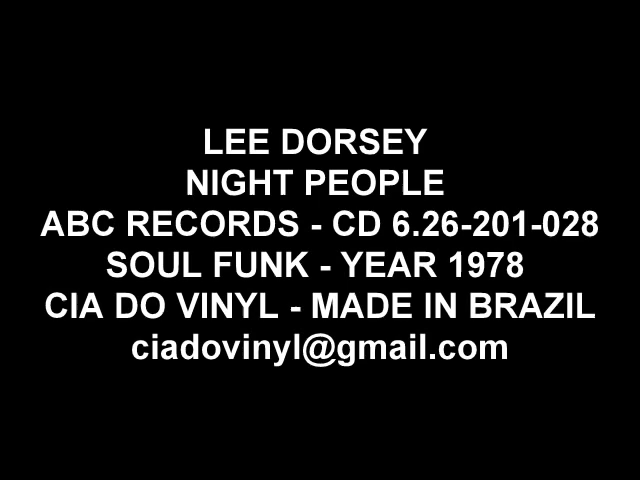 LEE DORSEY
NIGHT PEOPLE
ABC RECORDS - CD 6.26-201-028
SOUL FUNK - YEAR 1978
CIA DO VINYL - MADE IN BRAZIL
ciadovinyl@gmail.com